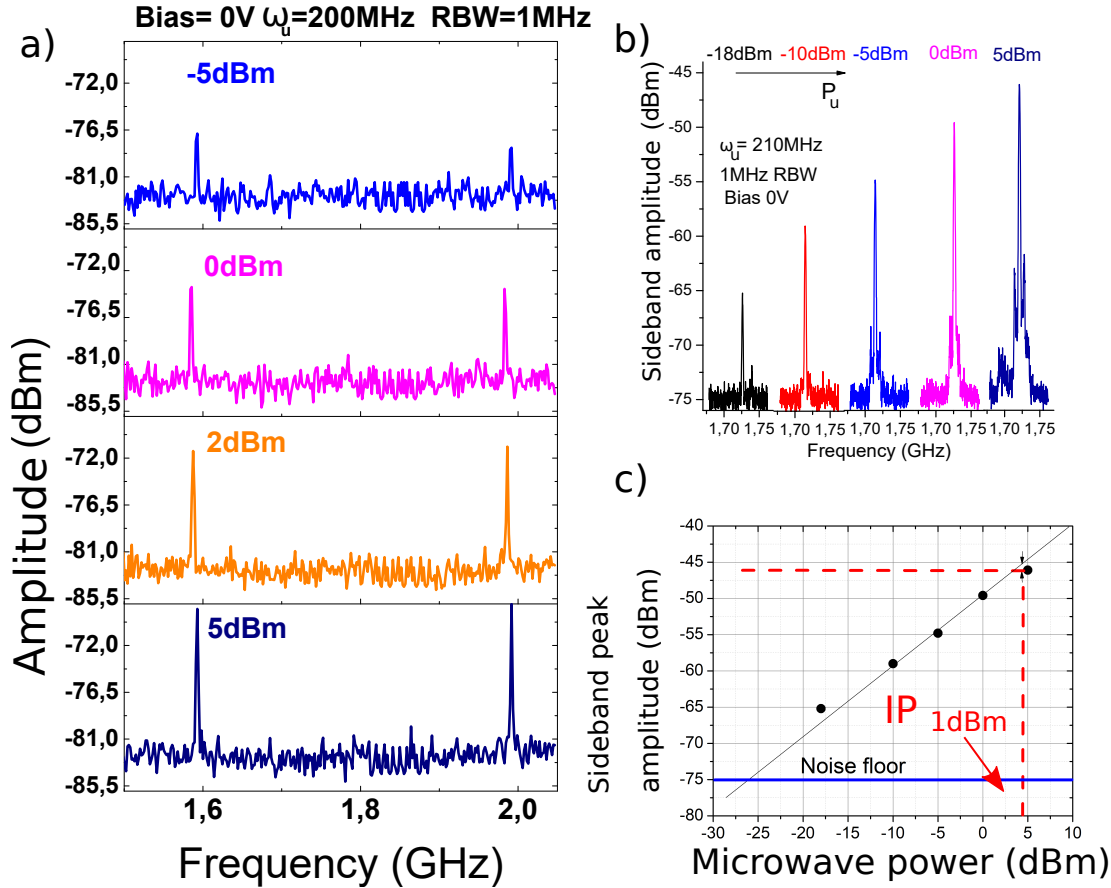 Bias= 0V ωu=200MHz RBW=1MHz
a)
-5dBm
-72,0
-76,5
-81,0
-85,5
0dBm
-72,0
-76,5
-81,0
-85,5
2dBm
-72,0
-76,5
-81,0
-85,5
5dBm
-72,0
-76,5
-81,0
-85,5
1,6 1,8 2,0
Amplitude (dBm)
Frequency (GHz)
b)
-18dBm -10dBm -5dBm 0dBm 5dBm
Pu
ωu= 210MHz
1MHz RBW
Bias 0V
-45
-50
-55
-60
-65
-70
-75
Sideband amplitude (dBm)
1,70 1,75 1,70 1,75 1,70 1,75 1,70 1,75 1,70 1,75
Frequency (GHz)
c)
-40
-45
-50
-55
-60
-65
-70
-75
-80
Sideband peak
amplitude (dBm)
IP 1dBm
Noise floor
-30 -25 -20 -15 -10 -5 0 5 10
Microwave power (dBm)